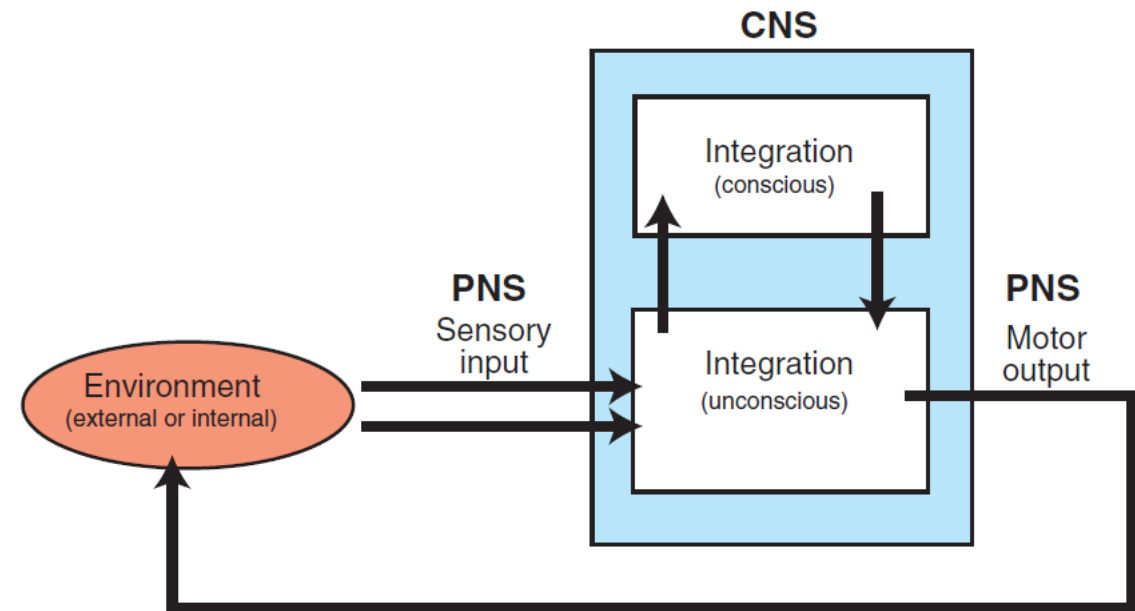 CNS
Integration
(conscious)
PNS
Sensory
input
PNS
Motor
output
Integration
(unconscious)
Environment
(external or internal)